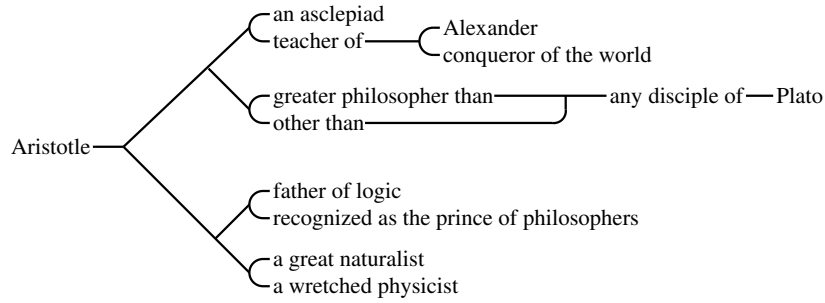 an asclepiad
teacher of
Alexander
conqueror of the world
greater philosopher than
any disciple of
Plato
other than
Aristotle
father of logic
recognized as the prince of philosophers
a great naturalist
a wretched physicist